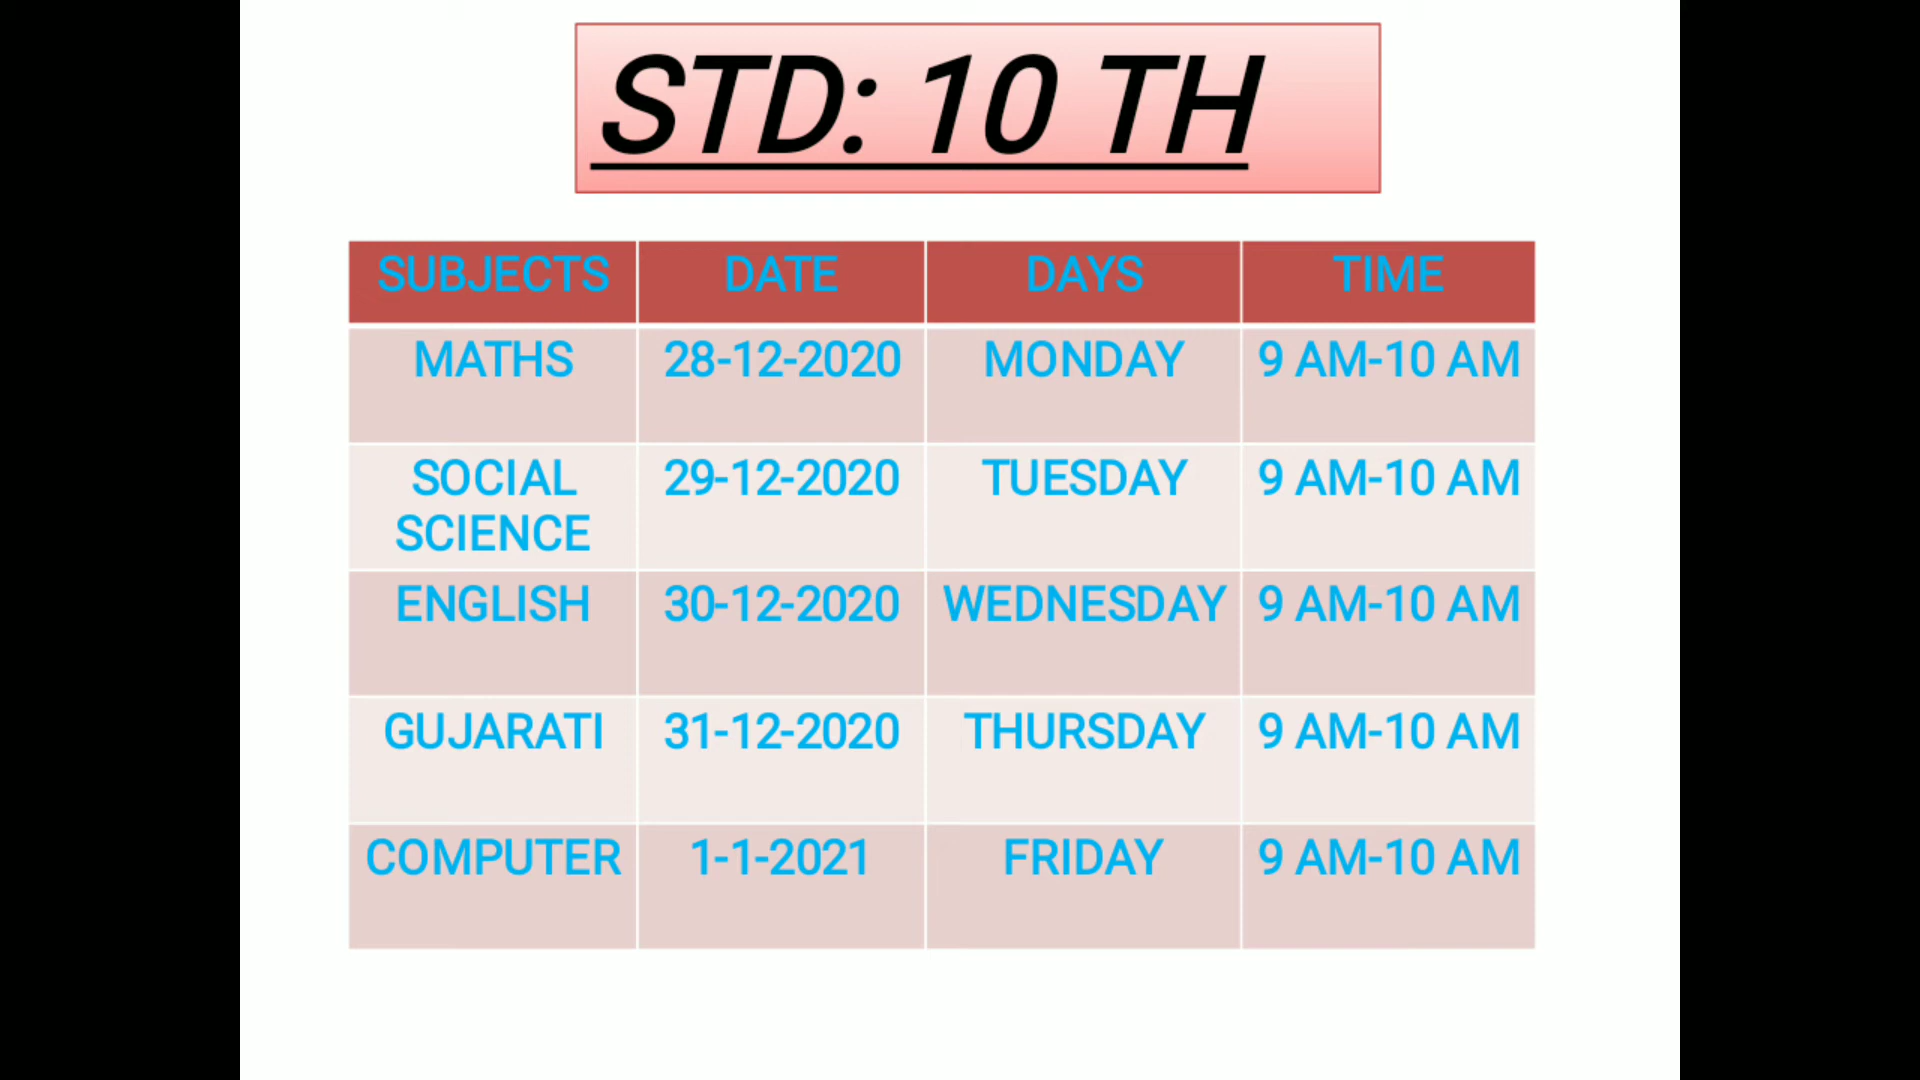 STD: 10 TH
SUBJECTS DATE DAYS TIME
MATHS 28-12-2020 MONDAY 9 AM-10 AM
SOCIAL 29-12-2020 TUESDAY 9 AM-10 AM
SCIENCE
ENGLISH 30-12-2020 WEDNESDAY 9 AM-10 AM
GUJARATI 31-12-2020 THURSDAY 9 AM-10 AM
COMPUTER 1-1-2021 FRIDAY 9 AM-10 AM